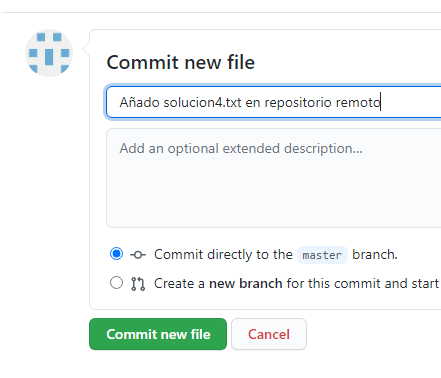 Commit new file
Añado solucion4.txt en repositorio remoto
Add an optional extended description...
Commit directly to the master branch.
Create a new branch for this commit and start
Commit new file
Cancel